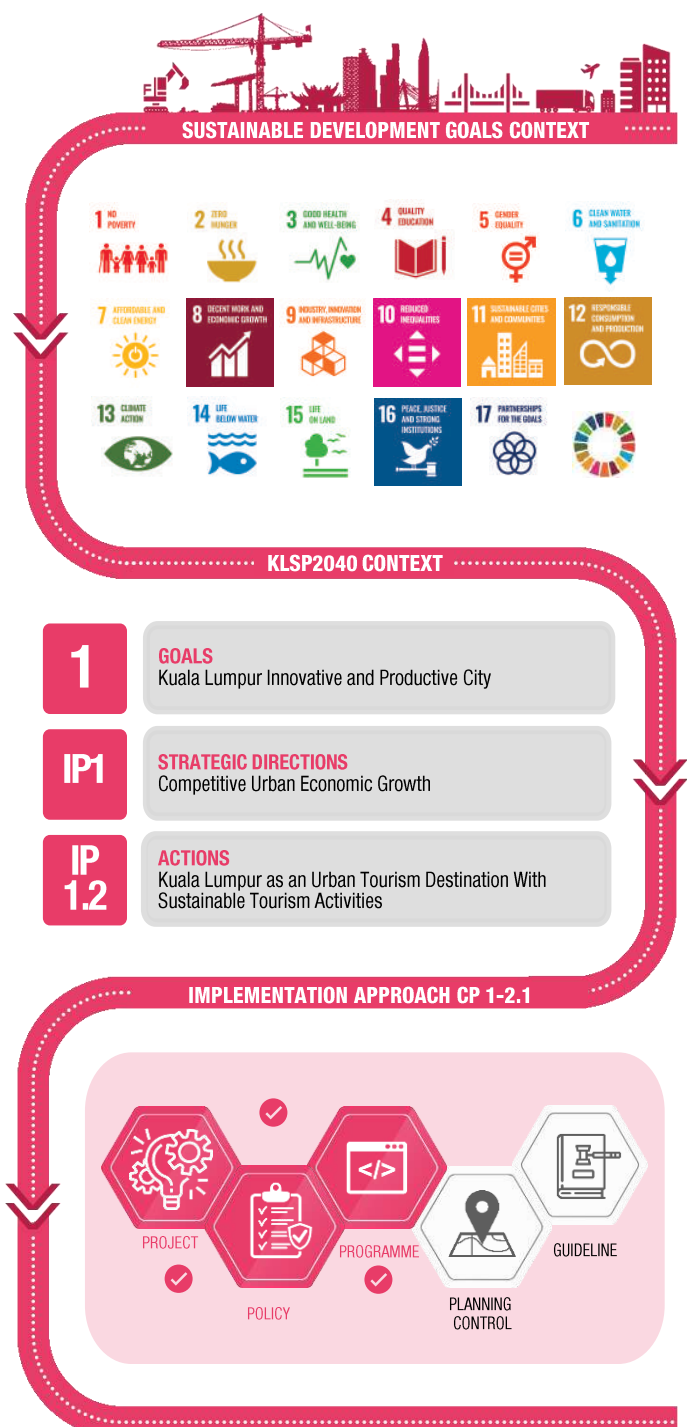 SUSTAINABLE DEVELOPMENT GOALS CONTEXT
1 NO
POVERTY
2 ZERO
HUNGER
3 GOOD HEALTH
AND WELL-BEING
4 QUALITY
EDUCATION
5 GENDER
EQUALITY
6 CLEAN WATER
AND SANITATION
7 AFFORDABLE AND
CLEAN ENERGY
8 DECENT WORK AND
ECONOMIC GROWTH
9 INDUSTRY, INNOVATION
AND INFRASTRUCTURE
10 REDUCED
INEQUALITIES
11 SUSTAINABLE CITIES
AND COMMUNITIES
12 RESPONSIBLE
CONSUMPTION
AND PRODUCTION
13 CLIMATE
ACTION
14 LIFE
BELOW WATER
15 LIFE
ON LAND
16 PEACE, JUSTICE
AND STRONG
INSTITUTIONS
17 PARTNERSHIPS
FOR THE GOALS
KLSP2040 CONTEXT
1
GOALS
Kuala Lumpur Innovative and Productive City
IP1
STRATEGIC DIRECTIONS
Competitive Urban Economic Growth
IP
1.2
ACTIONS
Kuala Lumpur as an Urban Tourism Destination With
Sustainable Tourism Activities
IMPLEMENTATION APPROACH CP 1-2.1
</>
PROJECT
POLICY
PROGRAMME
PLANNING
CONTROL
GUIDELINE